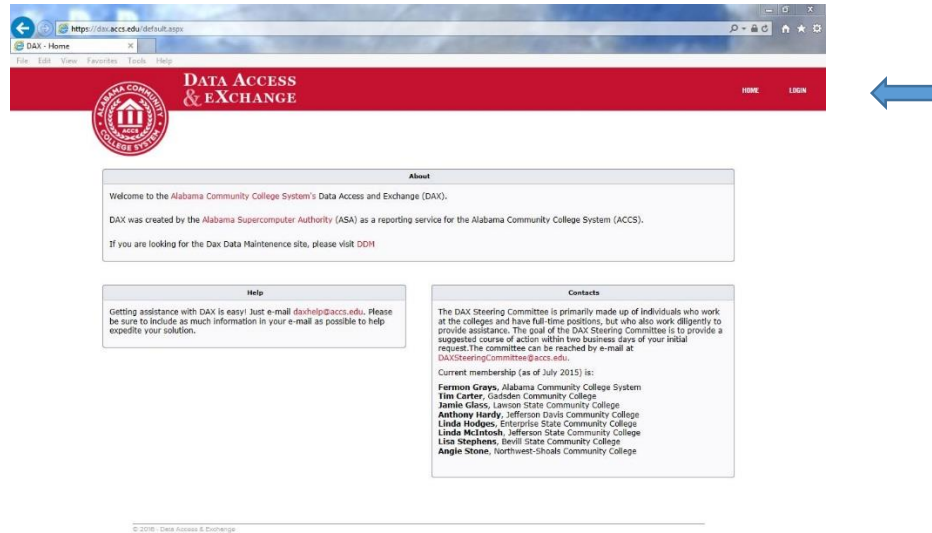 https://dax.accs.edu/default.aspx
DAX - Home
File Edit View Favorites Tools Help
ALABAMA COMMUNITY
COLLEGE SYSTEM
ACCS
DATA ACCESS
& EXCHANGE
HOME LOGIN
About
Welcome to the Alabama Community College System's Data Access and Exchange (DAX).
DAX was created by the Alabama Supercomputer Authority (ASA) as a reporting service for the Alabama Community College System (ACCS).
If you are looking for the Dax Data Maintenence site, please visit DDM
Help
Getting assistance with DAX is easy! Just e-mail daxhelp@accs.edu. Please
be sure to include as much information in your e-mail as possible to help
expedite your solution.
Contacts
The DAX Steering Committee is primarily made up of individuals who work
at the colleges and have full-time positions, but who also work diligently to
provide assistance. The goal of the DAX Steering Committee is to provide a
suggested course of action within two business days of your initial
request.The committee can be reached by e-mail at
DAXSteeringCommittee@accs.edu.
Current membership (as of July 2015) is:
Fermon Grays, Alabama Community College System
Tim Carter, Gadsden Community College
Jamie Glass, Lawson State Community College
Anthony Hardy, Jefferson Davis Community College
Linda Hodges, Enterprise State Community College
Linda McIntosh, Jefferson State Community College
Lisa Stephens, Bevill State Community College
Angie Stone, Northwest-Shoals Community College
© 2016 - Data Access & Exchange